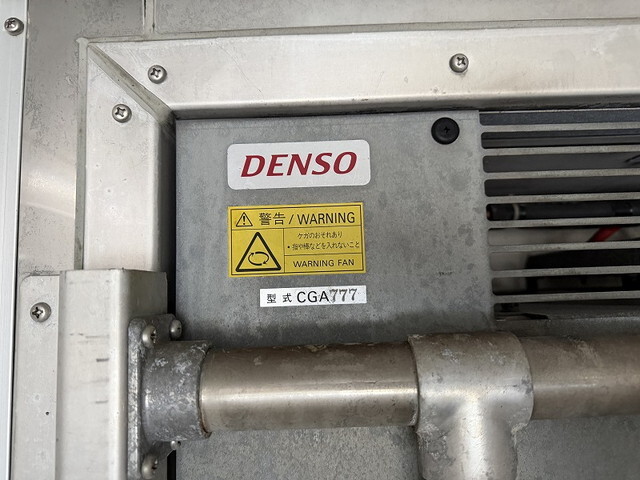 DENSO
警告/WARNING
ケガのおそれあり
・指や棒などを入れないこと
WARNING FAN
型式 CGA777